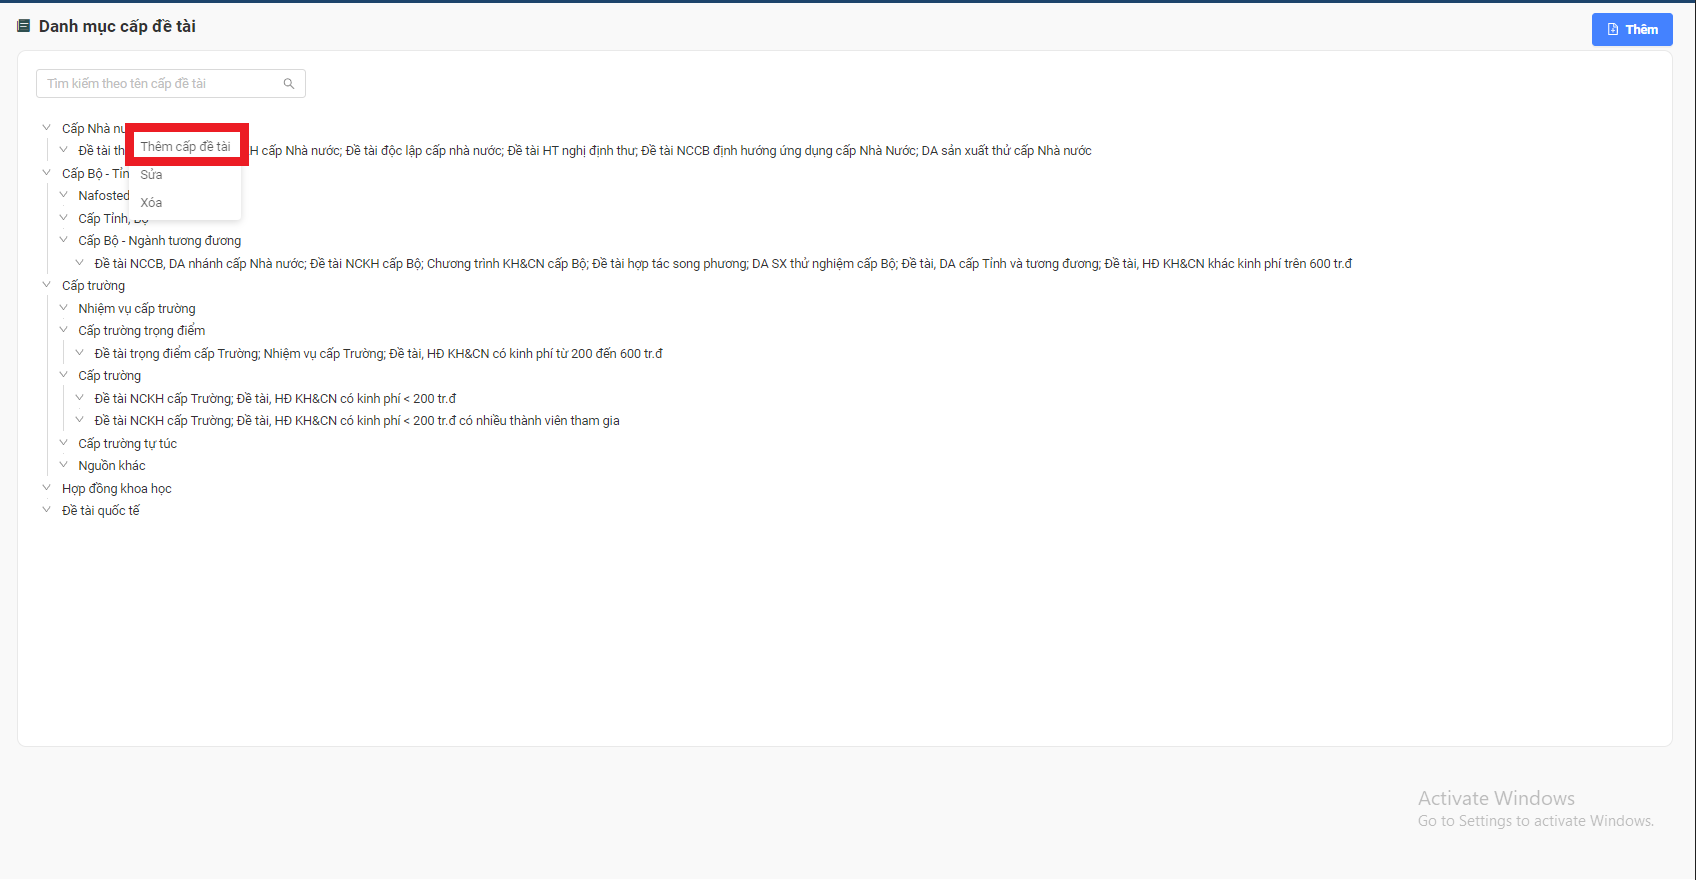 Danh mục cấp đề tài
Thêm
Tìm kiếm theo tên cấp đề tài
Cấp Nhà
Thêm cấp đề tài
Sửa
Xóa
Đề tài cấp Nhà nước; Đề tài độc lập cấp nhà nước; Đề tài HT nghị định thư; Đề tài NCCB định hướng ứng dụng cấp Nhà Nước; DA sản xuất thử cấp Nhà nước
Cấp Bộ -
Nafosted
Cấp Tỉnh, Bộ
Cấp Bộ - Ngành tương đương
Đề tài NCCB, DA nhánh cấp Nhà nước; Đề tài NCKH cấp Bộ; Chương trình KH&CN cấp Bộ; Đề tài hợp tác song phương; DA SX thử nghiệm cấp Bộ; Đề tài, DA cấp Tỉnh và tương đương; Đề tài, HĐ KH&CN khác kinh phí trên 600 tr.đ
Cấp trường
Nhiệm vụ cấp trường
Cấp trường trọng điểm
Đề tài trọng điểm cấp Trường; Nhiệm vụ cấp Trường; Đề tài, HĐ KH&CN có kinh phí từ 200 đến 600 tr.đ
Cấp trường
Đề tài NCKH cấp Trường; Đề tài, HĐ KH&CN có kinh phí < 200 tr.đ
Đề tài NCKH cấp Trường; Đề tài, HĐ KH&CN có kinh phí < 200 tr.đ có nhiều thành viên tham gia
Cấp trường tự túc
Nguồn khác
Hợp đồng khoa học
Đề tài quốc tế
Activate Windows
Go to Settings to activate Windows.